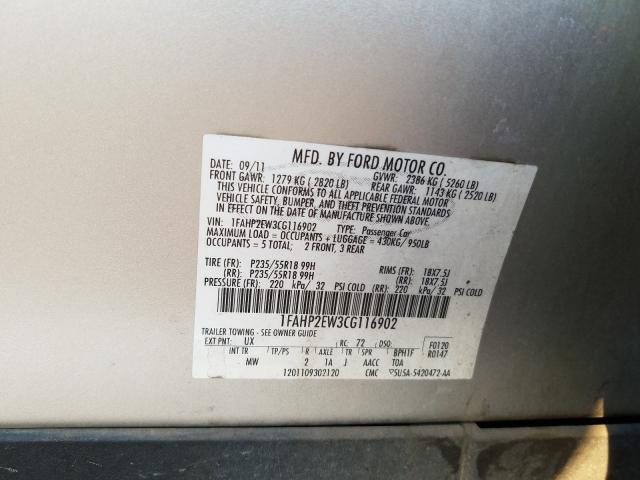 MFD. BY FORD MOTOR CO.
DATE: 09/11 GVWR: 2386 KG ( 5260 LB)
FRONT GAWR: 1279 KG ( 2820 LB) REAR GAWR: 1143 KG ( 2520 LB)
THIS VEHICLE CONFORMS TO ALL APPLICABLE FEDERAL MOTOR
VEHICLE SAFETY, BUMPER, AND THEFT PREVENTION STANDARDS
IN EFFECT ON THE DATE OF MANUFACTURE SHOWN ABOVE.
VIN: 1FAHP2EW3CG116902 TYPE: Passenger Car
MAXIMUM LOAD = OCCUPANTS + LUGGAGE = 430KG/ 950LB
OCCUPANTS = 5 TOTAL; 2 FRONT, 3 REAR
TIRE (FR): P235/55R18 99H RIMS (FR): 18X7.5J
(RR): P235/55R18 99H (RR): 18X7.5J
PRESSURE (FR): 220 kPa/ 32 PSI COLD (RR): 220 kPa/ 32 PSI COLD
1FAHP2EW3CG116902
TRAILER TOWING - SEE OWNER GUIDE
EXT PNT: UX RC: 72 DSO: F0120
INT TR TP/PS R AXLE TR SPR BPH1F R0147
MW 2 1A J AACC TOA
1201109302120 CMC ▽5U5A-5420472-AA